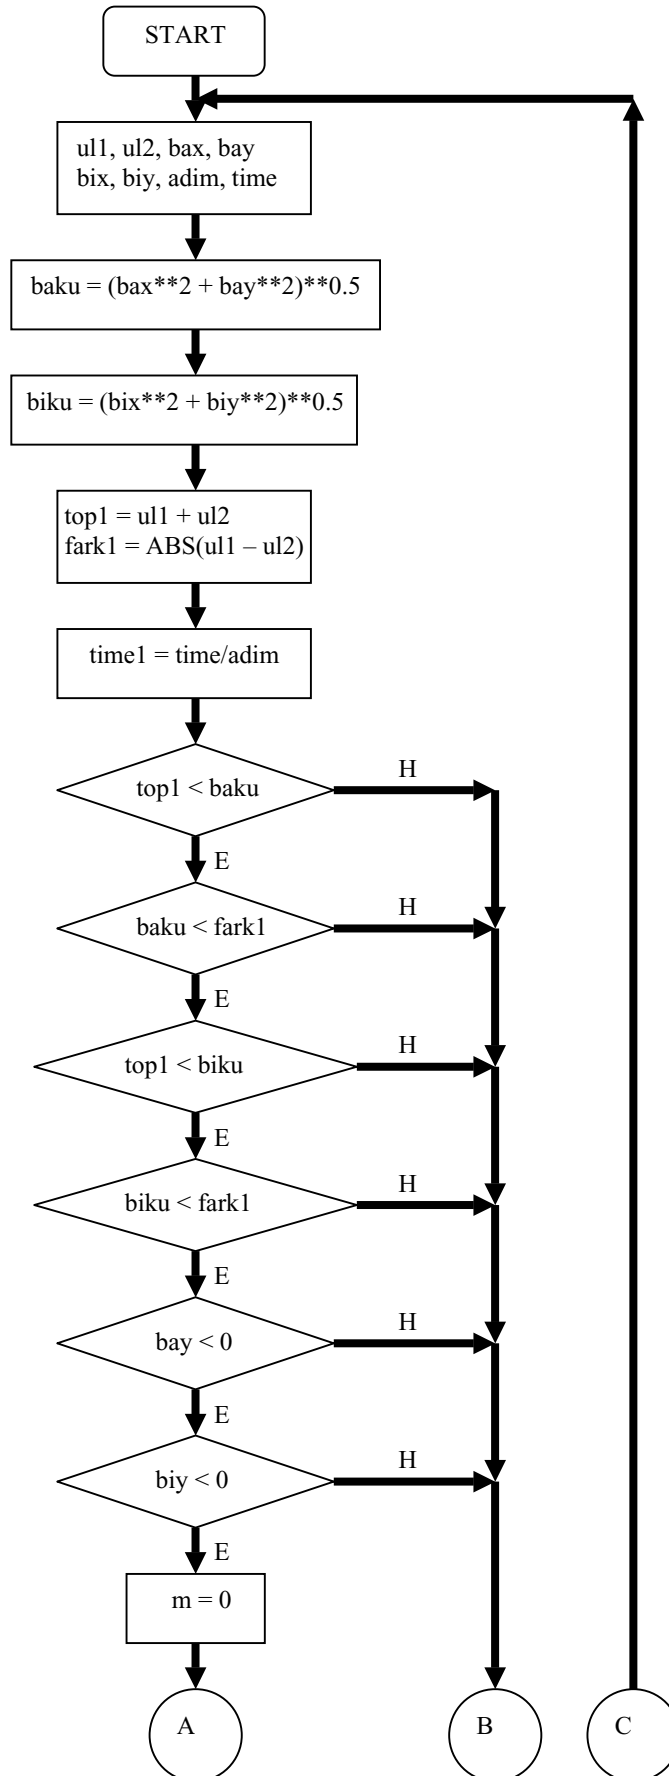 START
ul1, ul2, bax, bay
bix, biy, adim, time
baku = (bax**2 + bay**2)**0.5
biku = (bix**2 + biy**2)**0.5
top1 = ul1 + ul2
fark1 = ABS(ul1 – ul2)
time1 = time/adim
top1 < baku
H
E
baku < fark1
H
E
top1 < biku
H
E
biku < fark1
H
E
bay < 0
H
E
biy < 0
H
E
m = 0
A
B
C